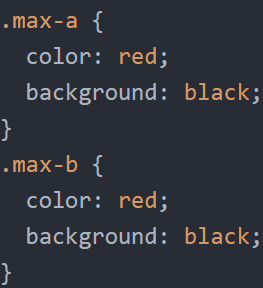 .max-a {
  color: red;
  background: black;
}
.max-b {
  color: red;
  background: black;
}